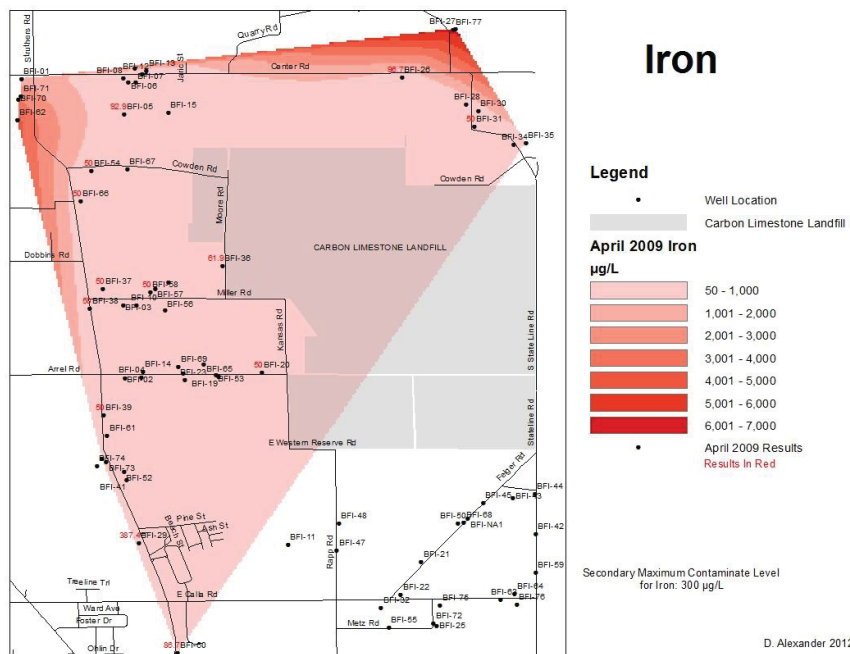 Iron
Struthers Rd
Quarry Rd
BFI-27
BFI-77
BFI-13
Center Rd
BFI-01
BFI-08
BFI-07
BFI-06
96.7 BFI-26
BFI-71
BFI-70
BFI-62
92.9 BFI-05
BFI-15
BFI-28
BFI-30
50 BFI-31
BFI-34
BFI-35
50 BFI-54
BFI-67
Cowden Rd
Cowden Rd
50 BFI-66
Moore Rd
CARBON LIMESTONE LANDFILL
Dobbins Rd
61.9 BFI-36
50 BFI-37
50 BFI-58
BFI-57
BFI-38
BFI-03
BFI-56
Miller Rd
Kansas Rd
S State Line Rd
BFI-14
BFI-69
BFI-65
50 BFI-20
Arrel Rd
BFI-02
BFI-23
BFI-19
BFI-53
50 BFI-39
BFI-61
E Western Reserve Rd
Stateline Rd
BFI-74
BFI-73
BFI-52
BFI-41
Felger Rd
BFI-44
BFI-45
Pine St
Ash St
Beech St
BFI-29
BFI-11
BFI-48
BFI-47
Rapp Rd
BFI-50
BFI-68
BFI-NA1
BFI-42
BFI-21
BFI-59
Treeline Trl
E Calla Rd
Ward Ave
Foster Dr
Ohlin Dr
BFI-22
BFI-32
BFI-75
BFI-64
BFI-76
Metz Rd
BFI-55
BFI-72
BFI-25
BFI-60
Legend
Well Location
Carbon Limestone Landfill
April 2009 Iron
µg/L
50 - 1,000
1,001 - 2,000
2,001 - 3,000
3,001 - 4,000
4,001 - 5,000
5,001 - 6,000
6,001 - 7,000
April 2009 Results
Results In Red
Secondary Maximum Contaminate Level
for Iron: 300 µg/L
D. Alexander 2012